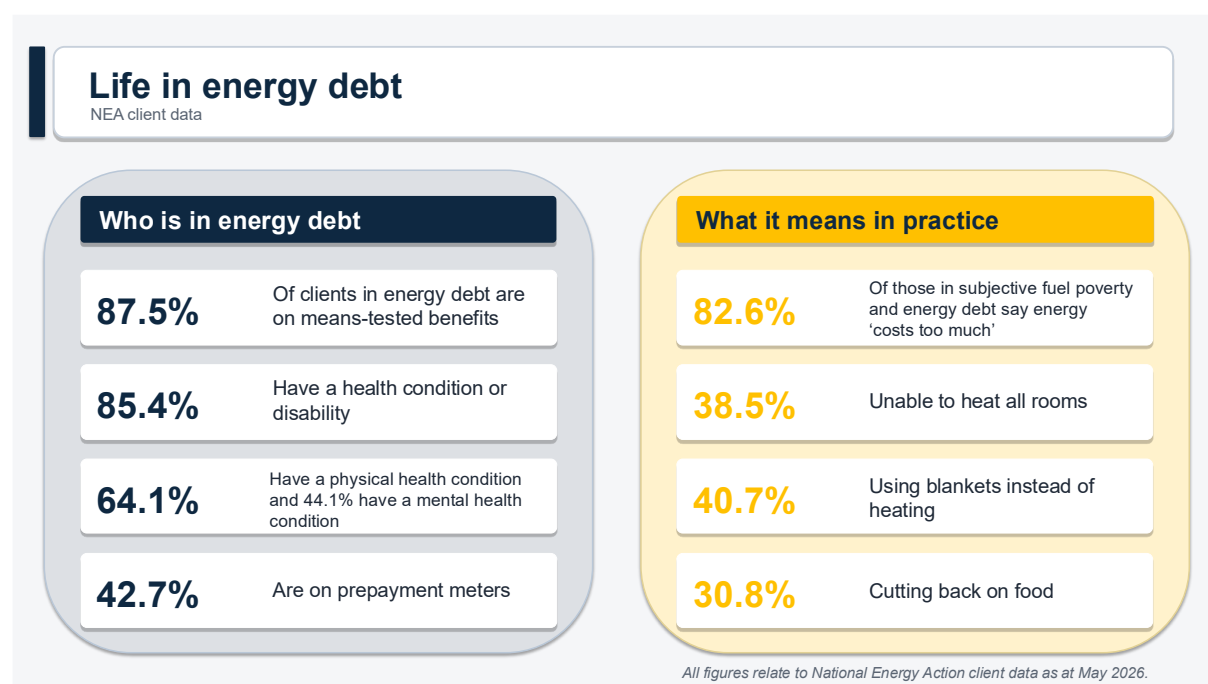 Life in energy debt
NEA client data
Who is in energy debt
87.5%
Of clients in energy debt are
on means-tested benefits
85.4%
Have a health condition or
disability
64.1%
Have a physical health condition
and 44.1% have a mental health
condition
42.7%
Are on prepayment meters
What it means in practice
82.6%
Of those in subjective fuel poverty
and energy debt say energy
‘costs too much’
38.5%
Unable to heat all rooms
40.7%
Using blankets instead of
heating
30.8%
Cutting back on food
All figures relate to National Energy Action client data as at May 2026.